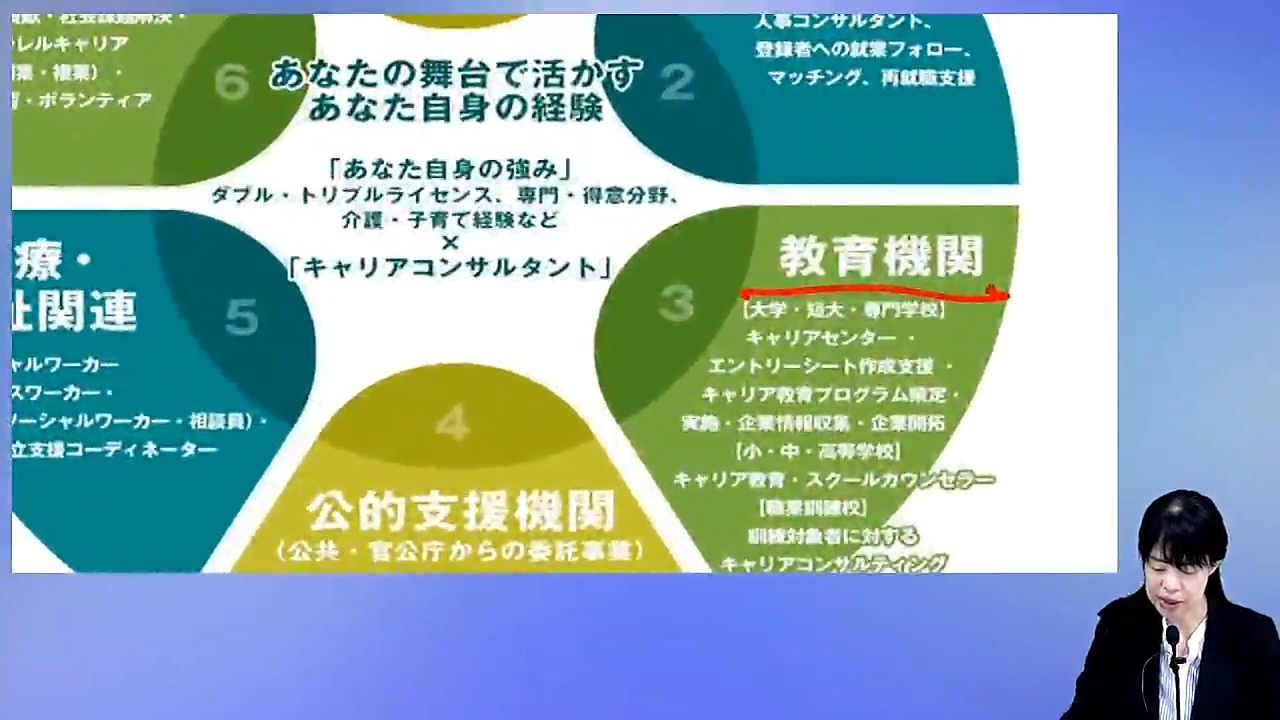 レルキャリア
業・複業）・
・ボランティア
6
あなたの舞台で活かす
あなた自身の経験
「あなた自身の強み」
ダブル・トリプルライセンス、専門・得意分野、
介護・子育て経験など
×
「キャリアコンサルタント」
2
人事コンサルタント、
登録者への就業フォロー、
マッチング、再就職支援
3
教育機関
【大学・短大・専門学校】
キャリアセンター ・
エントリーシート作成支援 ・
キャリア教育プログラム策定・
実施・企業情報収集・企業開拓
【小・中・高等学校】
キャリア教育・スクールカウンセラー
【職業訓練校】
訓練対象者に対する
キャリアコンサルティング
4
公的支援機関
（公共・官公庁からの委託事業）
5
療・
祉関連
ャルワーカー
スワーカー・
ソーシャルワーカー・相談員）・
立支援コーディネーター